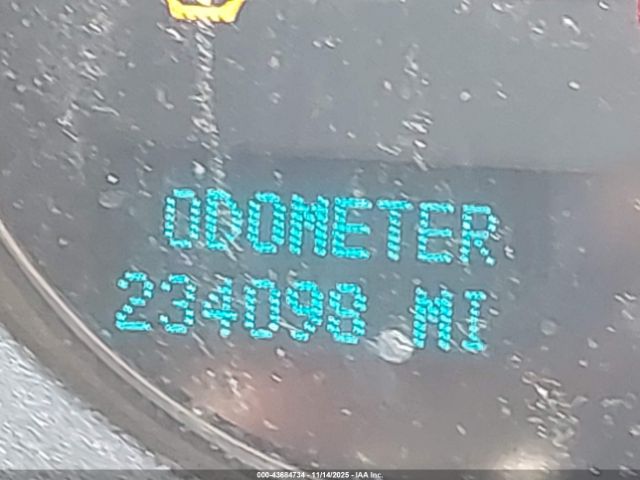 ODOMETER
234098 MI
000-43684734 - 11/14/2025 - IAA Inc.